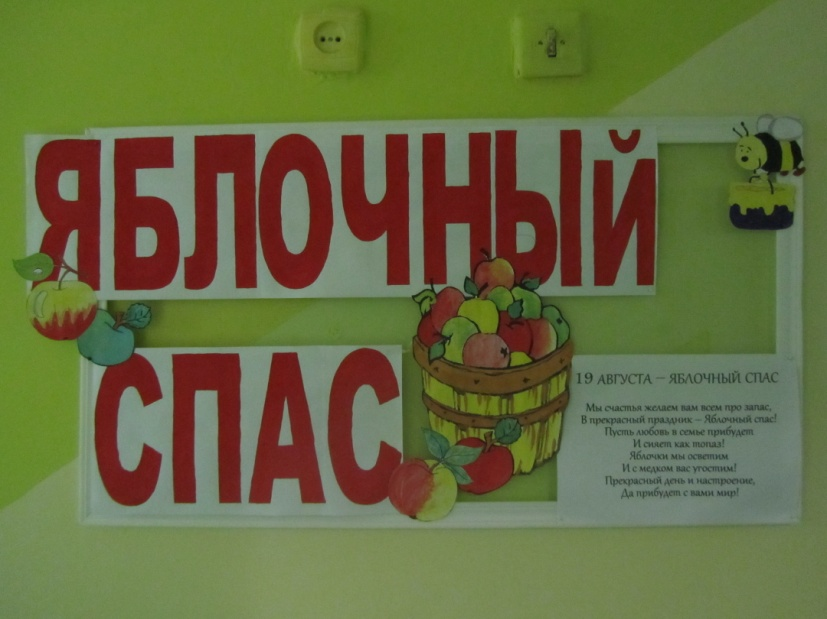 ЯБЛОЧНЫЙ
СПАС
19 АВГУСТА – ЯБЛОЧНЫЙ СПАС
Мы счастья желаем вам всем про запас,
В прекрасный праздник – Яблочный спас!
Пусть любовь в семье прибудет
И сияет как топаз!
Яблочки мы осветим
И с медком вас угостим!
Прекрасный день и настроение,
Да прибудет с вами мир!